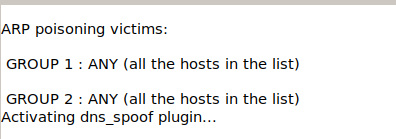 ARP poisoning victims:
GROUP 1 : ANY (all the hosts in the list)
GROUP 2 : ANY (all the hosts in the list)
Activating dns_spoof plugin...